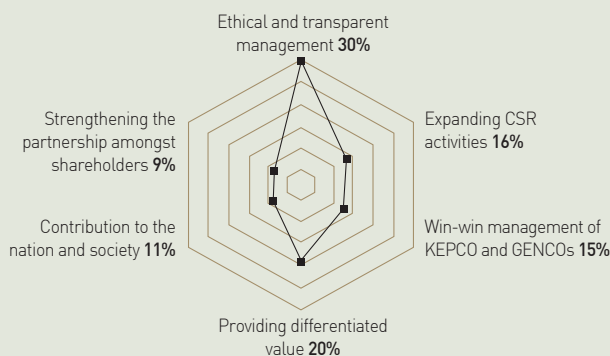 Ethical and transparent
management 30%
Strengthening the
partnership amongst
shareholders 9%
Expanding CSR
activities 16%
Contribution to the
nation and society 11%
Win-win management of
KEPCO and GENCOs 15%
Providing differentiated
value 20%